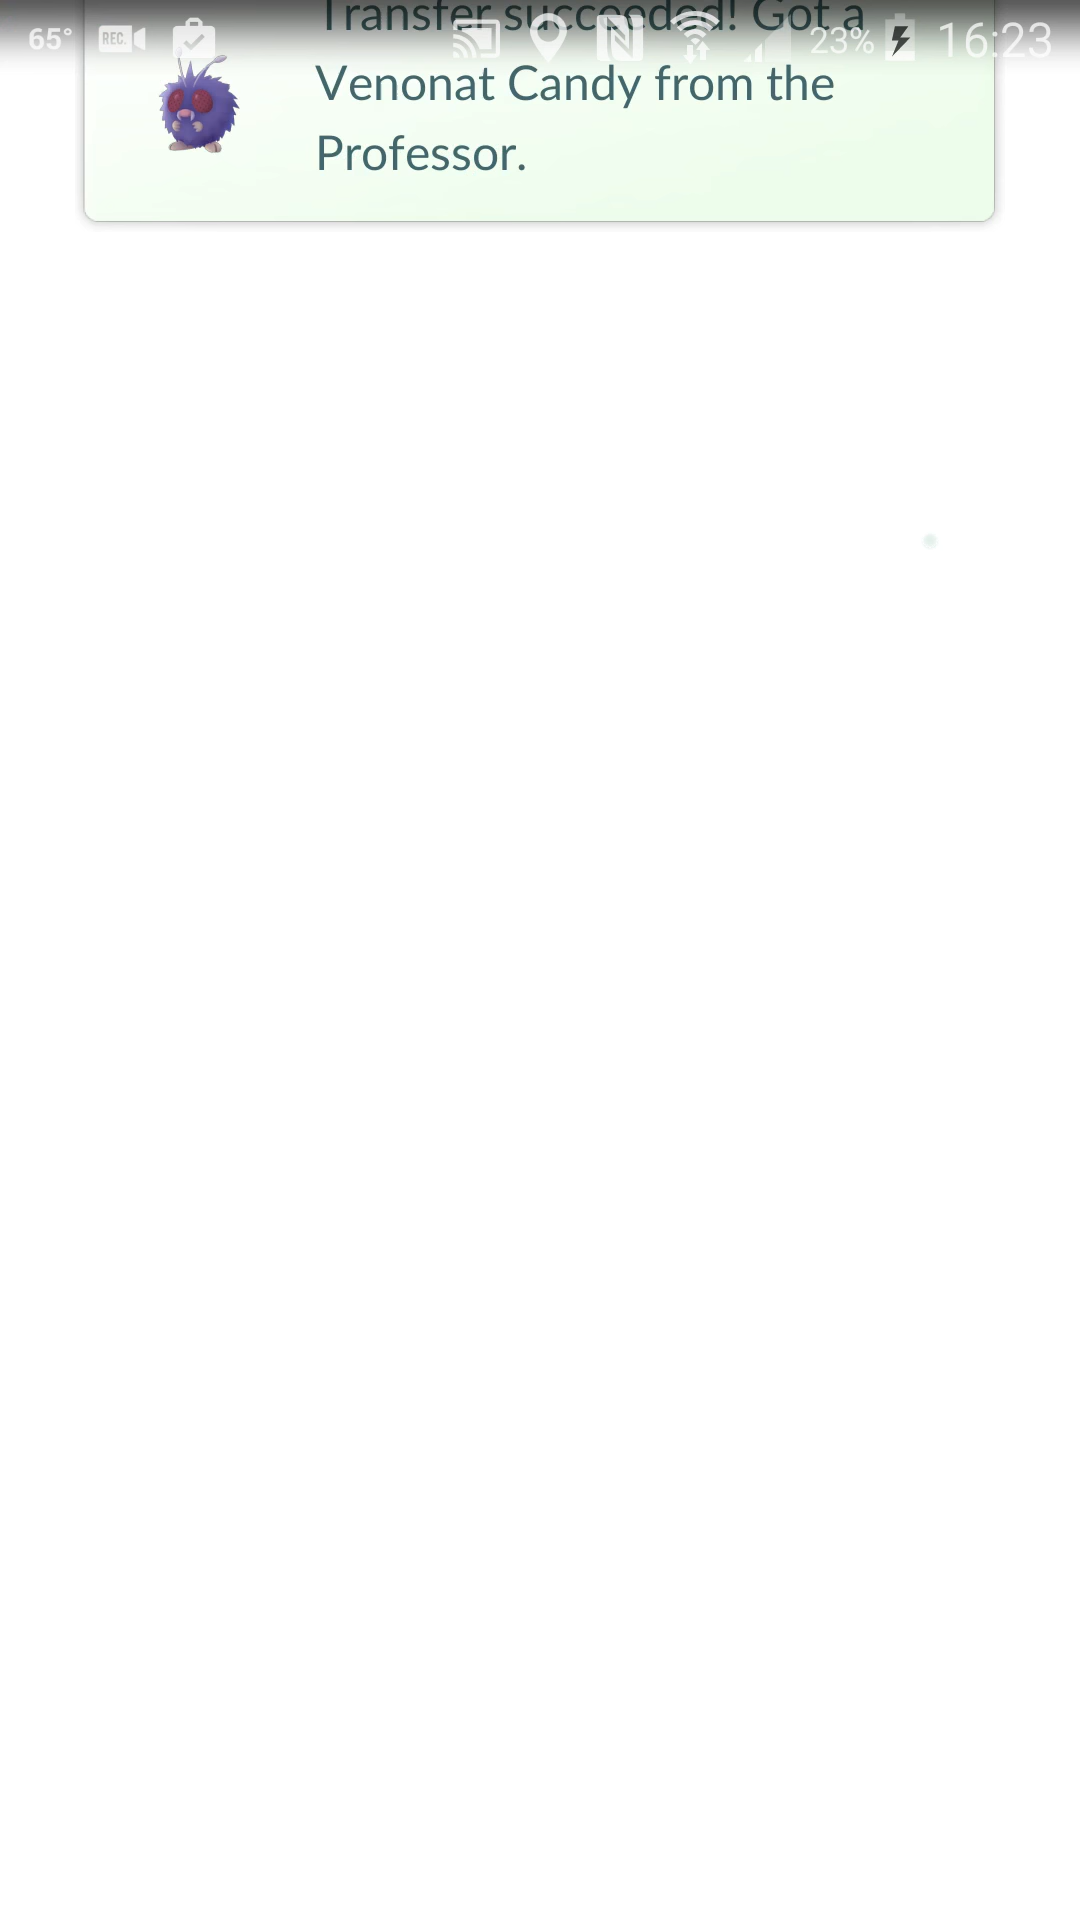 65° REC. 23% 16:23
Transfer succeeded! Got a
Venonat Candy from the
Professor.